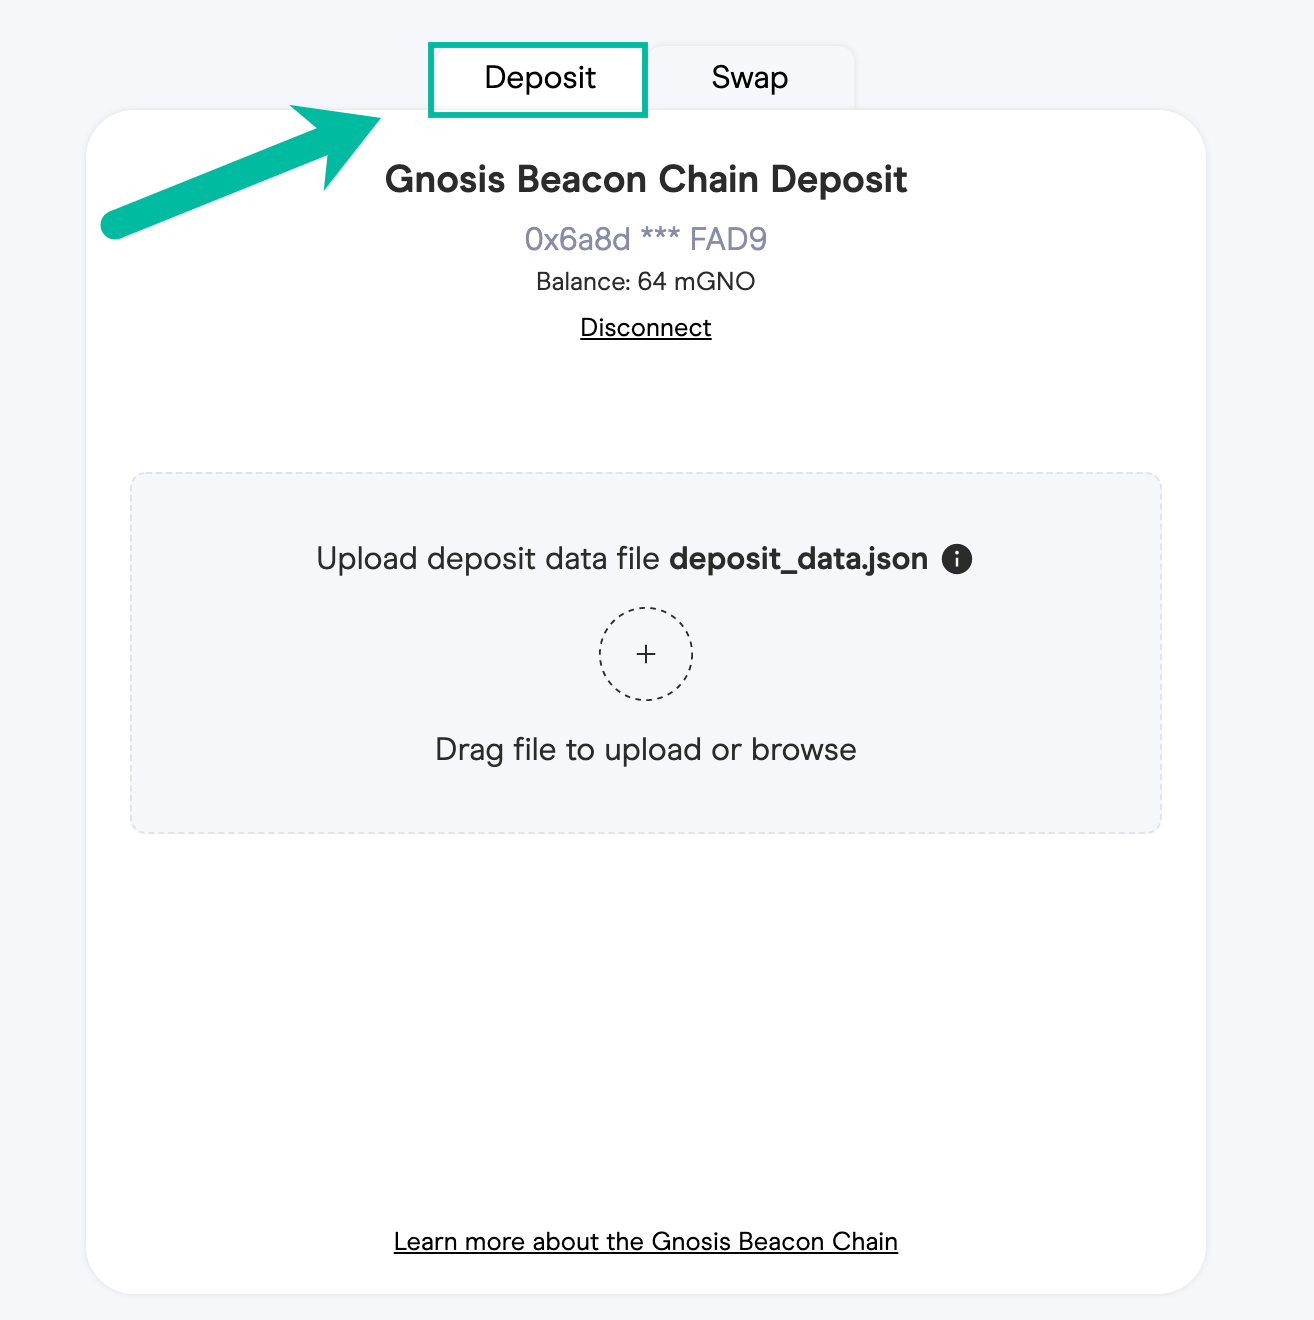 Deposit
Swap
Gnosis Beacon Chain Deposit
0x6a8d *** FAD9
Balance: 64 mGNO
Disconnect
Upload deposit data file deposit_data.json
Drag file to upload or browse
Learn more about the Gnosis Beacon Chain